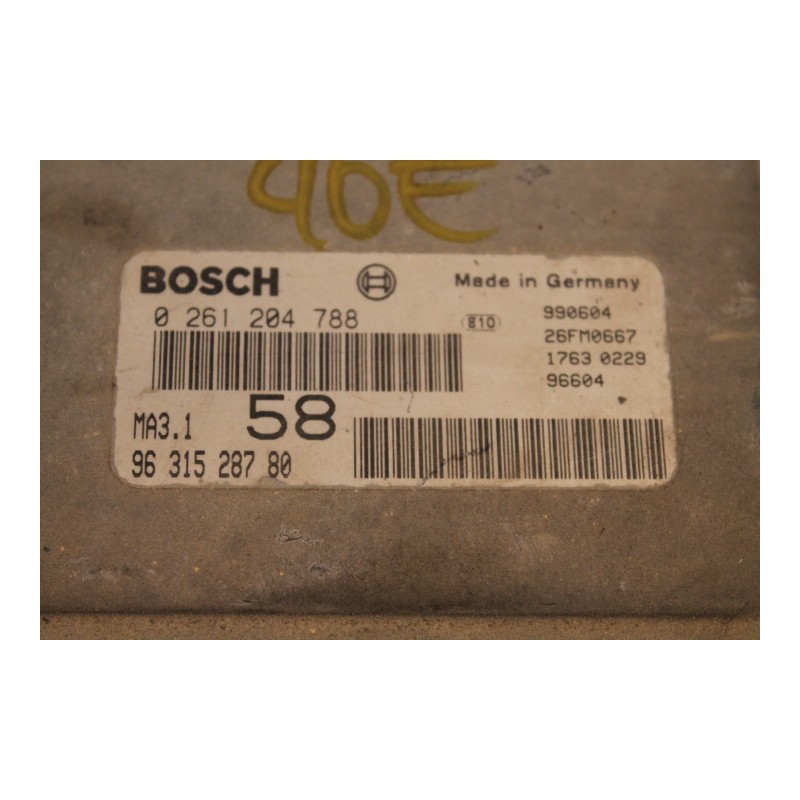 40E
BOSCH
Made in Germany
0 261 204 788
810
990604
26FM0667
1763 0229
96604
MA3.1
58
96 315 287 80